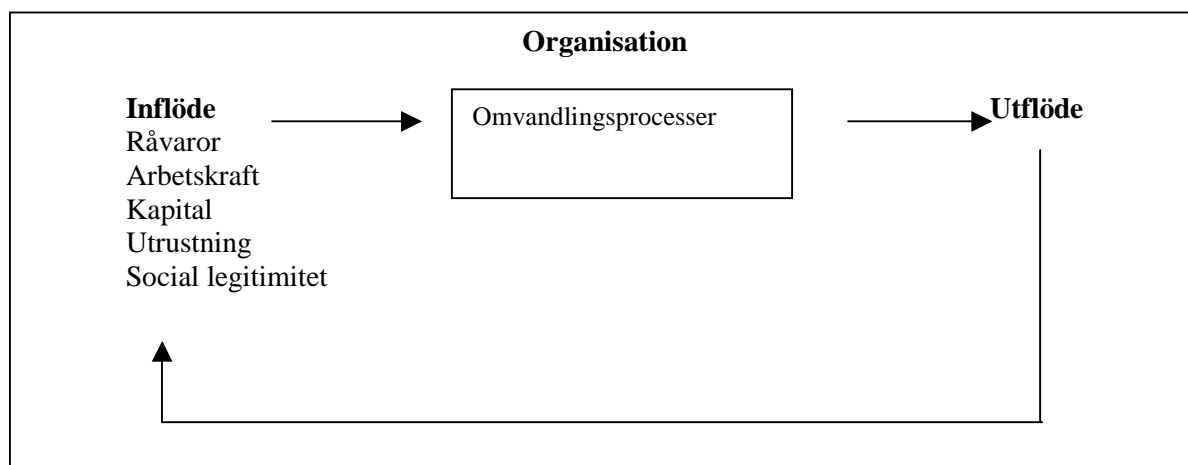 Organisation
Inflöde
Råvaror
Arbetskraft
Kapital
Utrustning
Social legitimitet
Omvandlingsprocesser
Utflöde